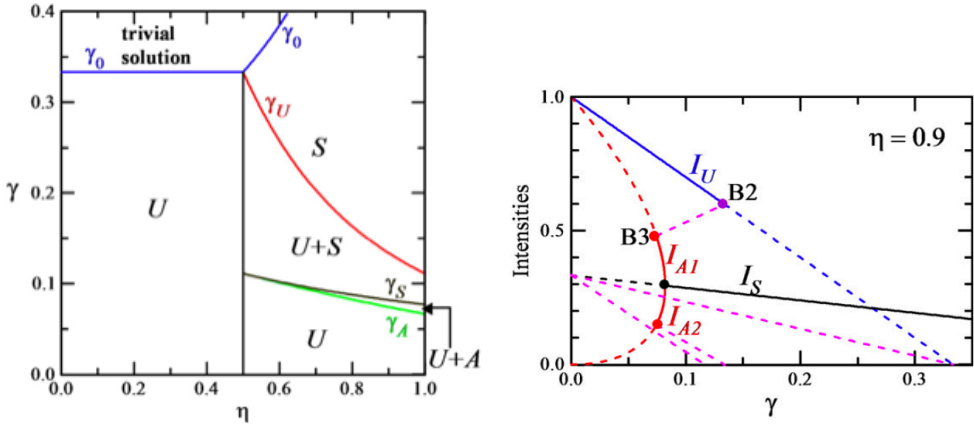 γ
0.4
0.3
0.2
0.1
0.0
trivial
solution
γ0
γ0
γU
S
U
U+S
γS
γA
U
U+A
0.0
0.2
0.4
0.6
0.8
1.0
η
Intensities
1.0
0.5
0.0
η = 0.9
IU
B2
B3
IA1
IS
IA2
0.0
0.1
0.2
0.3
γ